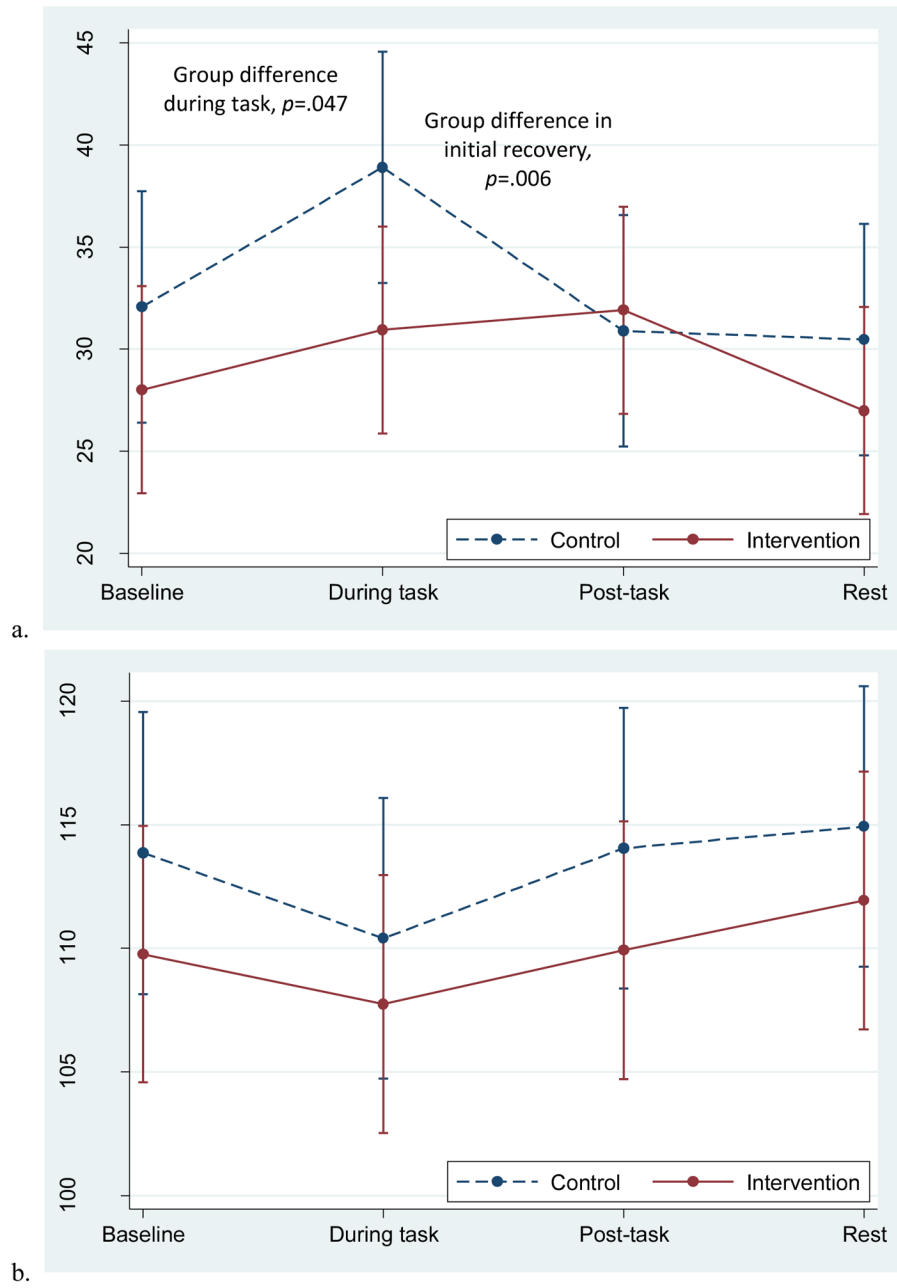 45
Group difference
during task, p=.047
Group difference in
initial recovery,
p=.006
40
35
30
25
20
Control
Intervention
Baseline
During task
Post-task
Rest
a.
120
115
110
105
100
Control
Intervention
Baseline
During task
Post-task
Rest
b.